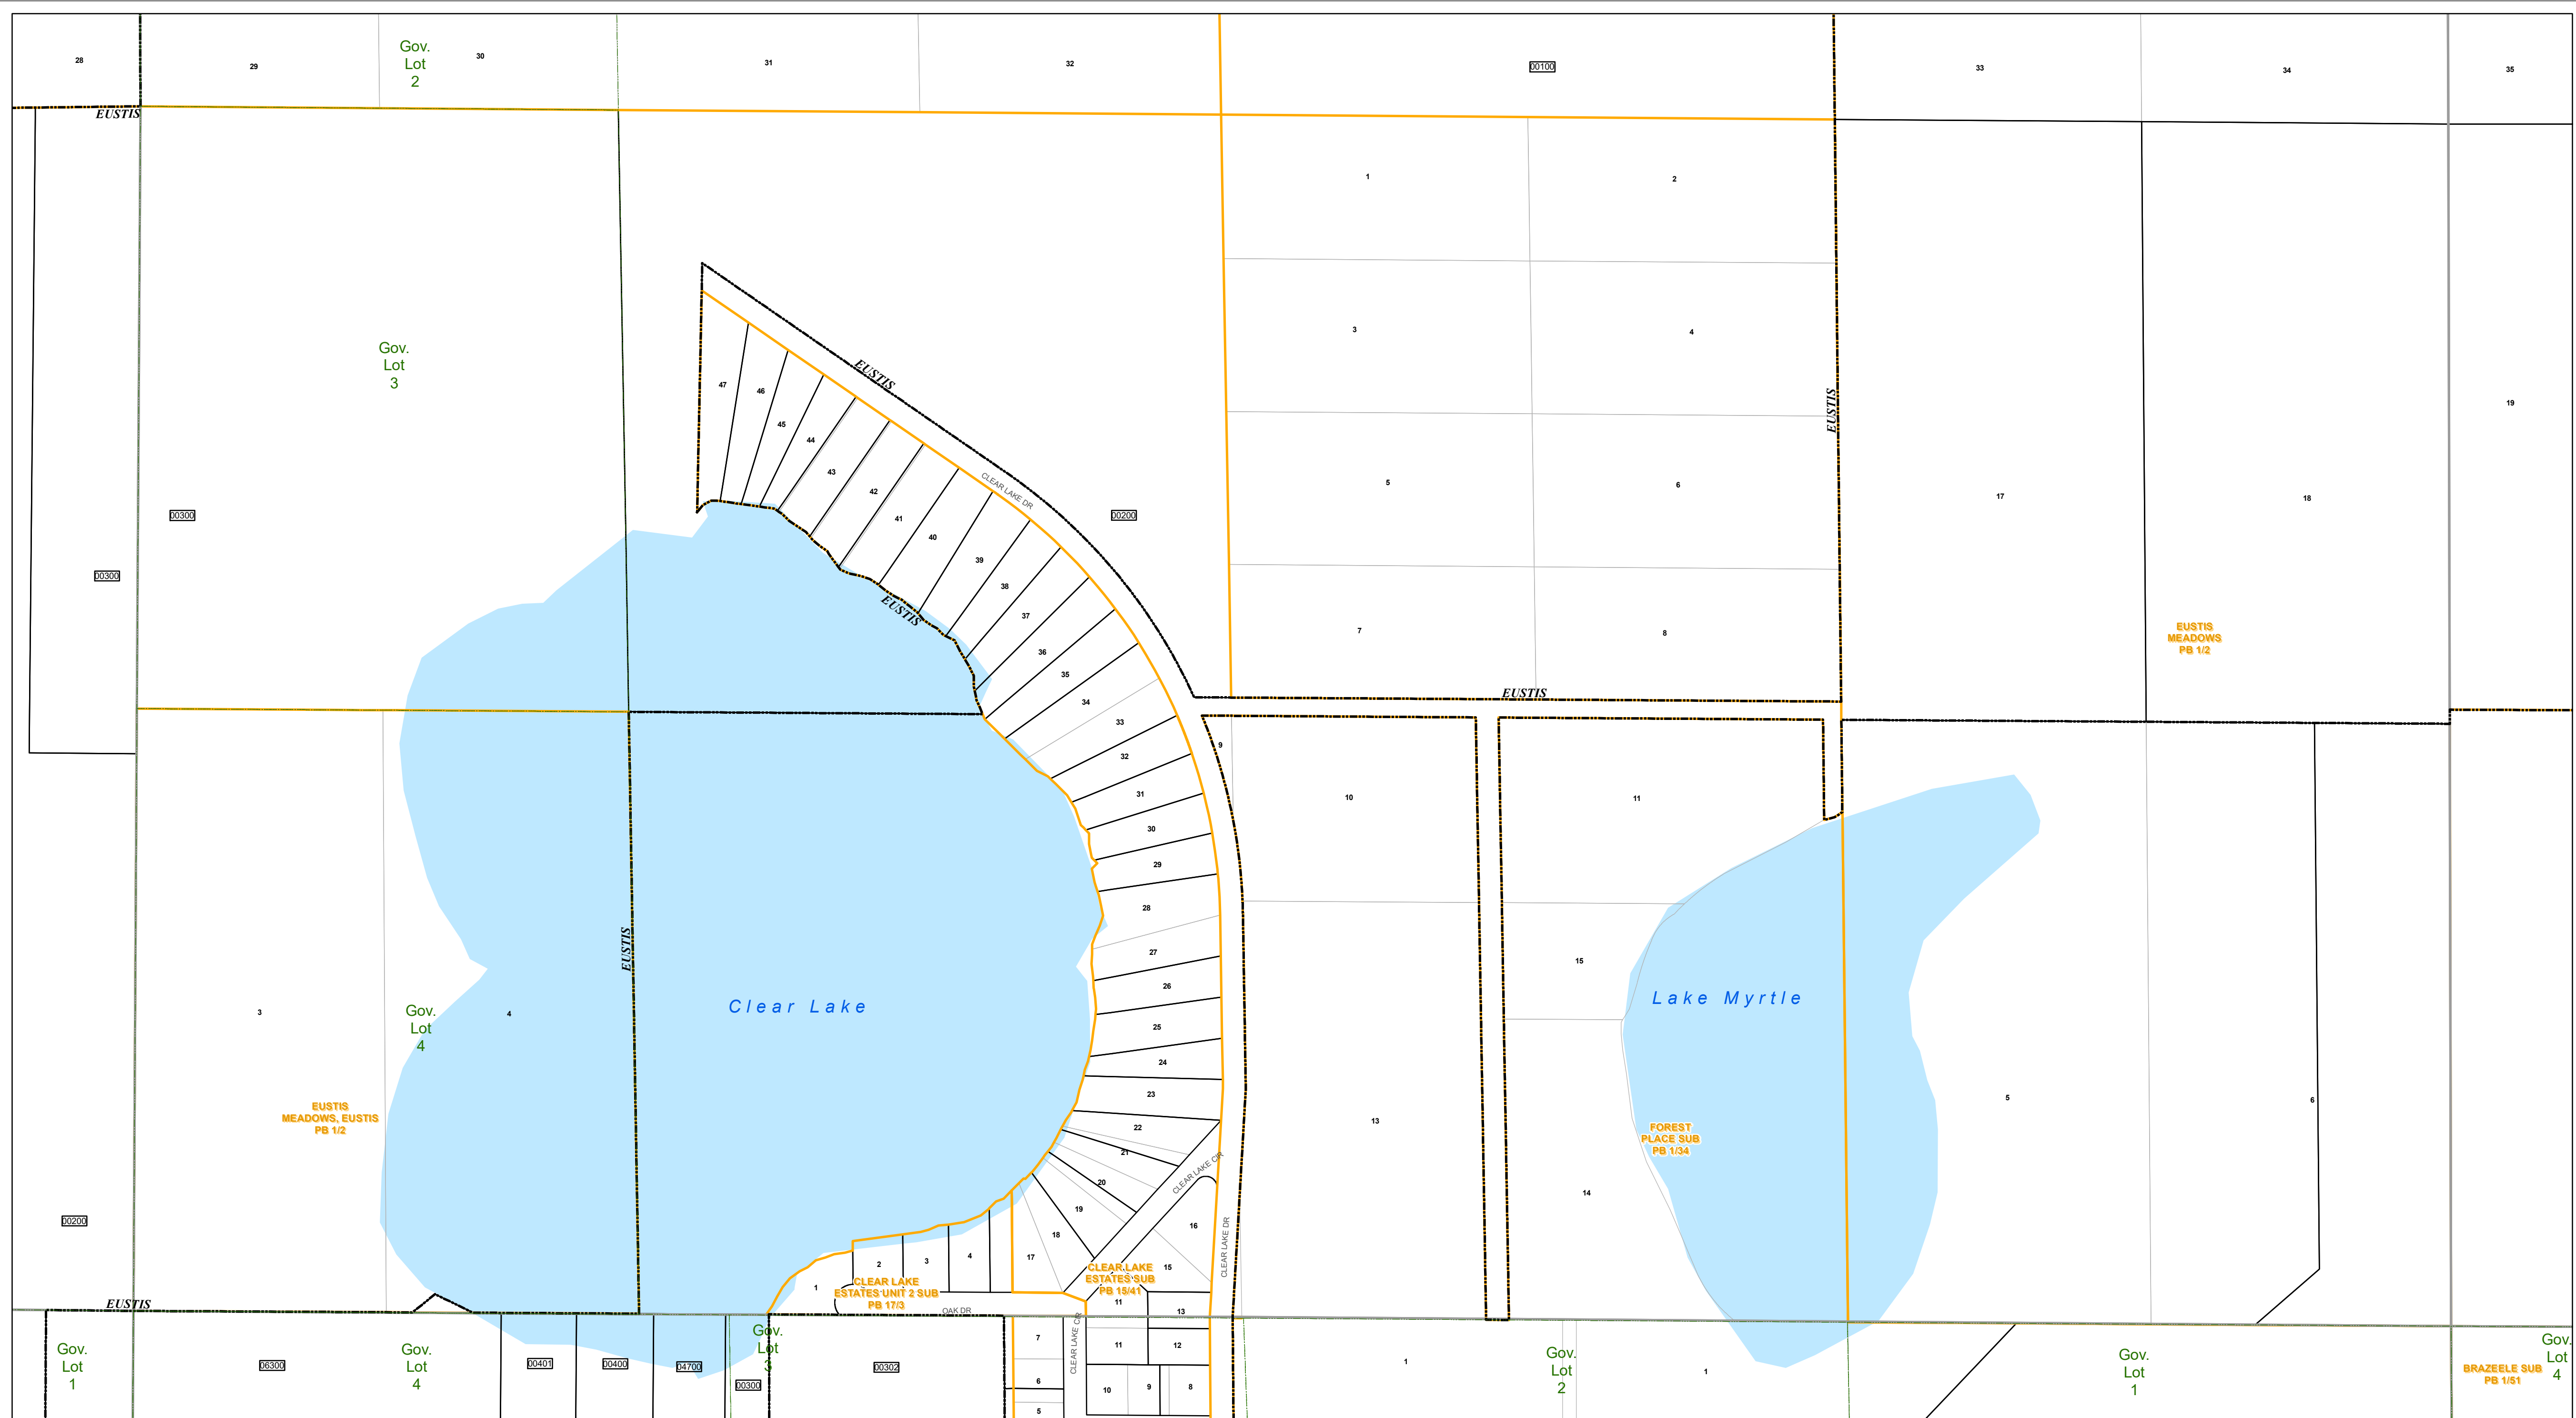 28
29
Gov.
Lot
2
30
31
32
00100
33
34
35
EUSTIS
1
2
Gov.
Lot
3
3
4
EUSTIS
EUSTIS
47
46
45
44
43
42
41
40
39
38
37
36
35
34
33
32
31
30
29
28
27
26
25
24
23
22
21
20
19
18
17
CLEAR LAKE DR
00200
5
6
17
18
19
00300
00300
EUSTIS
7
8
EUSTIS
MEADOWS
PB 1/2
EUSTIS
9
10
11
EUSTIS
15
Clear Lake
Lake Myrtle
3
Gov.
Lot
4
4
EUSTIS
MEADOWS, EUSTIS
PB 1/2
13
FOREST
PLACE SUB
PB 1/34
14
5
6
CLEAR LAKE CIR
00200
16
15
CLEAR LAKE DR
1
2
3
4
CLEAR LAKE
ESTATES UNIT 2 SUB
PB 17/3
CLEAR LAKE
ESTATES SUB
PB 15/41
EUSTIS
OAK DR
11
13
Gov.
Lot
1
06300
Gov.
Lot
4
00401
00400
04700
Gov.
Lot
3
00300
00302
7
6
5
CLEAR LAKE CIR
11
12
10
9
8
1
Gov.
Lot
2
1
Gov.
Lot
1
BRAZEELE SUB
PB 1/51
Gov.
Lot
4